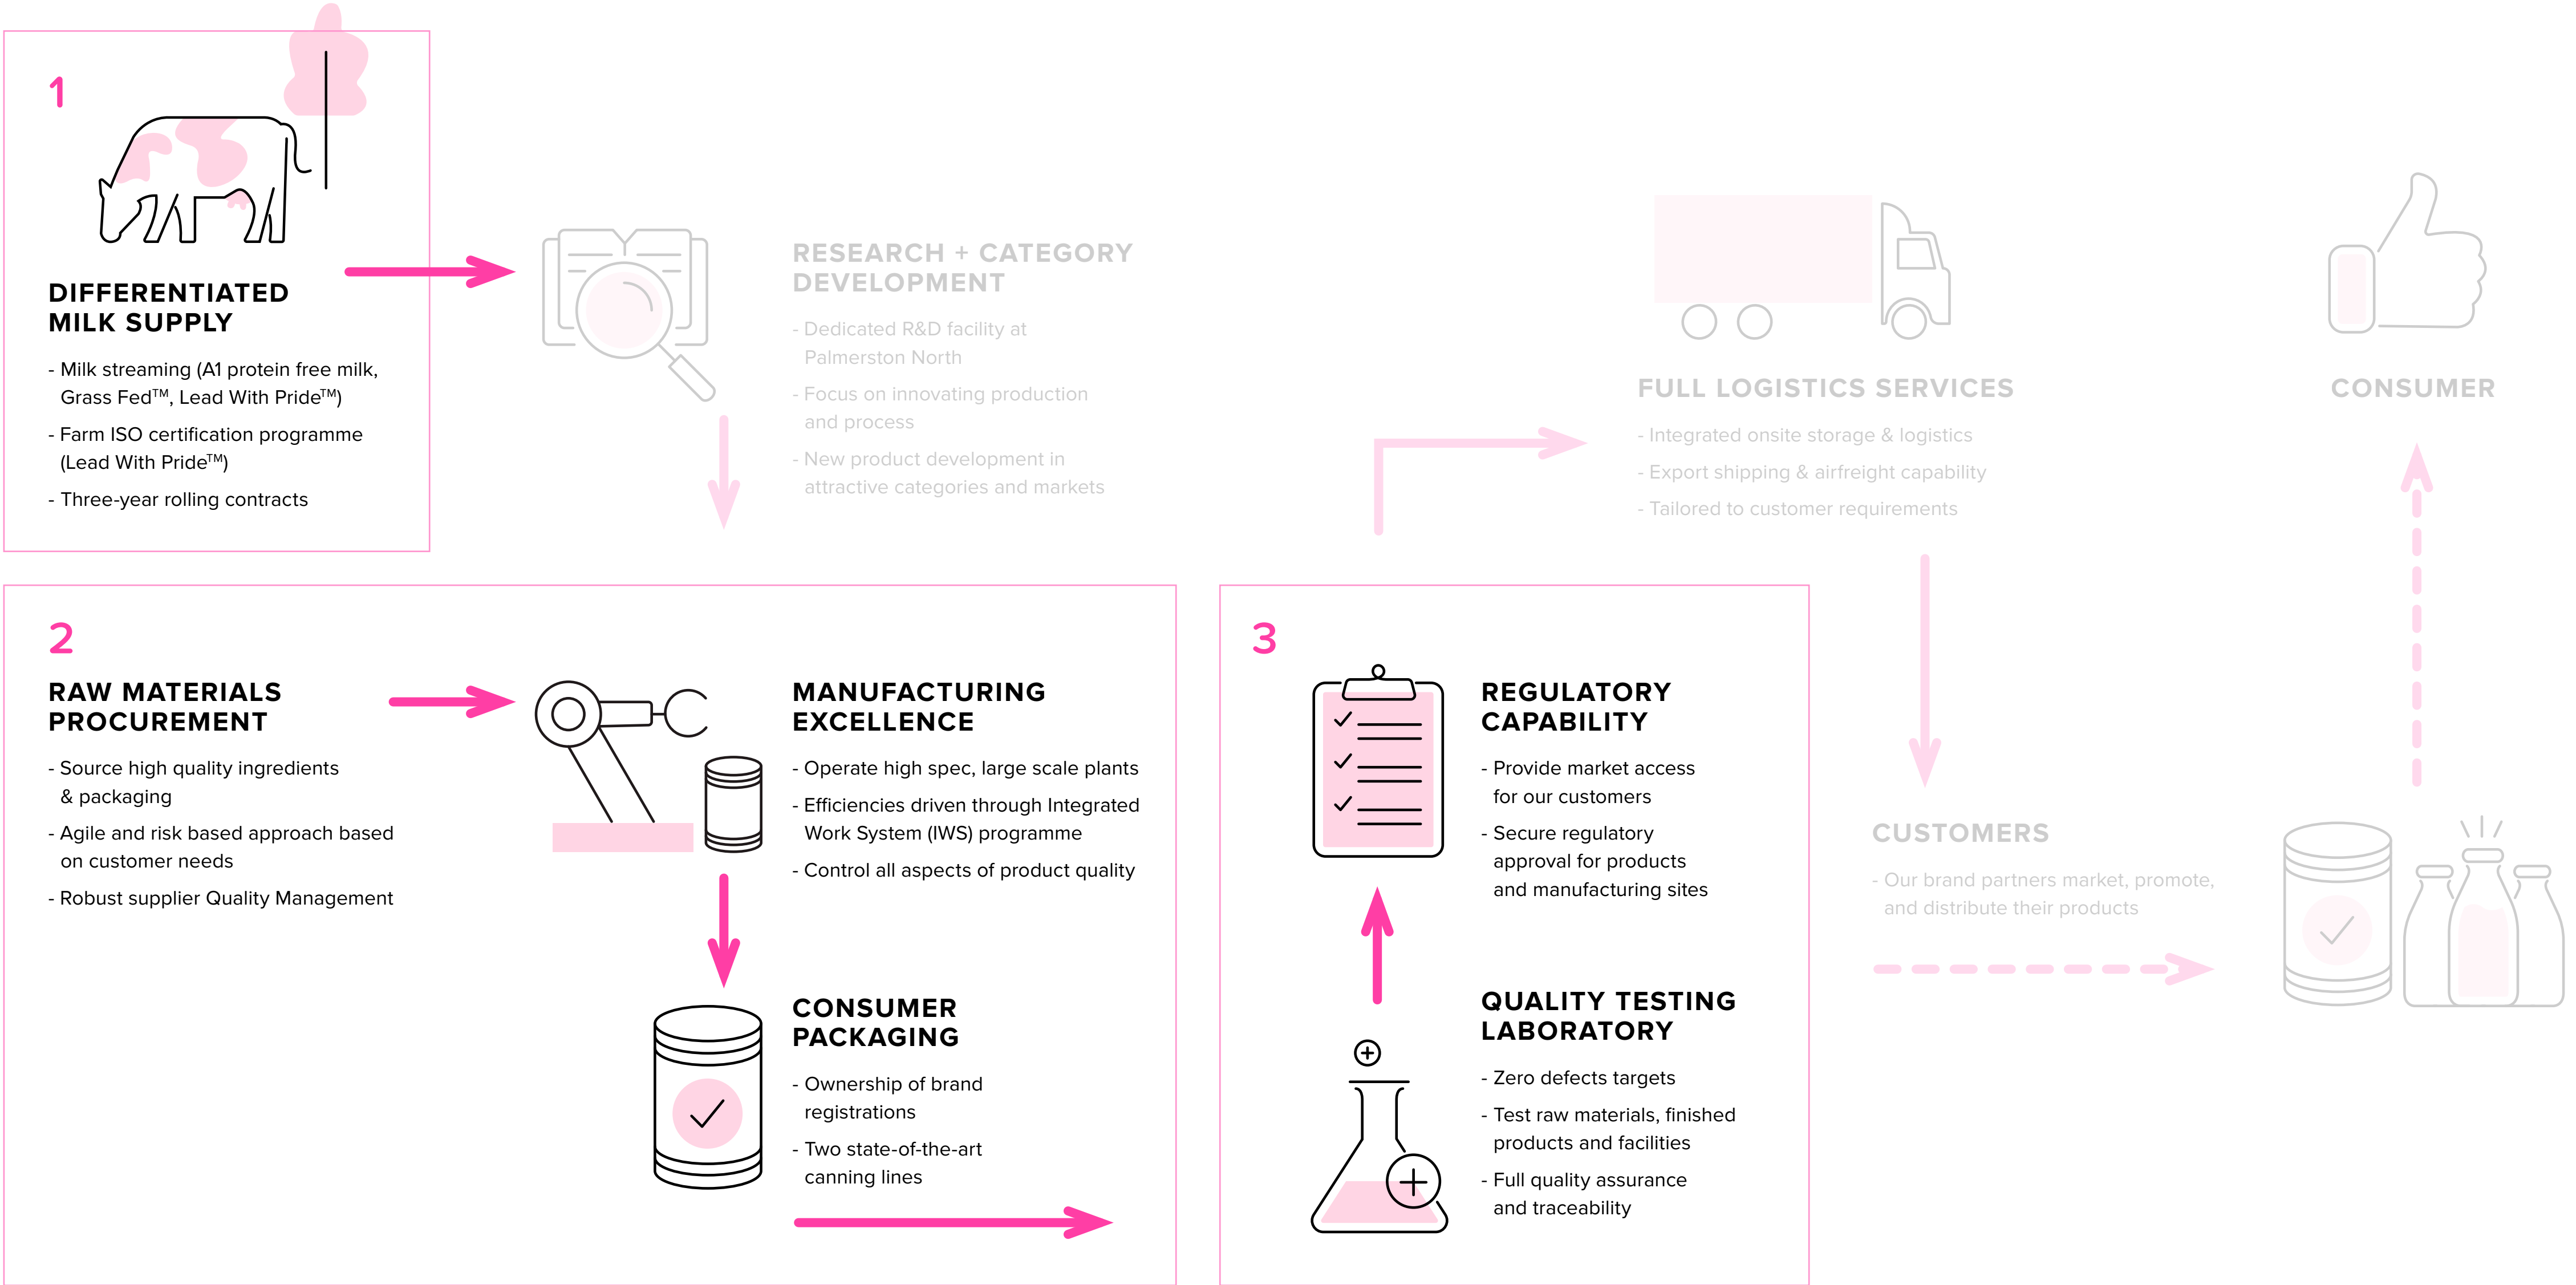 1
DIFFERENTIATED
MILK SUPPLY
- Milk streaming (A1 protein free milk,
Grass Fed™, Lead With Pride™)
- Farm ISO certification programme
(Lead With Pride™)
- Three-year rolling contracts
RESEARCH + CATEGORY
DEVELOPMENT
- Dedicated R&D facility at
Palmerston North
- Focus on innovating production
and process
- New product development in
attractive categories and markets
FULL LOGISTICS SERVICES
- Integrated onsite storage & logistics
- Export shipping & airfreight capability
- Tailored to customer requirements
CONSUMER
2
RAW MATERIALS
PROCUREMENT
- Source high quality ingredients
& packaging
- Agile and risk based approach based
on customer needs
- Robust supplier Quality Management
MANUFACTURING
EXCELLENCE
- Operate high spec, large scale plants
- Efficiencies driven through Integrated
Work System (IWS) programme
- Control all aspects of product quality
CONSUMER
PACKAGING
- Ownership of brand
registrations
- Two state-of-the-art
canning lines
3
REGULATORY
CAPABILITY
- Provide market access
for our customers
- Secure regulatory
approval for products
and manufacturing sites
QUALITY TESTING
LABORATORY
- Zero defects targets
- Test raw materials, finished
products and facilities
- Full quality assurance
and traceability
CUSTOMERS
- Our brand partners market, promote,
and distribute their products